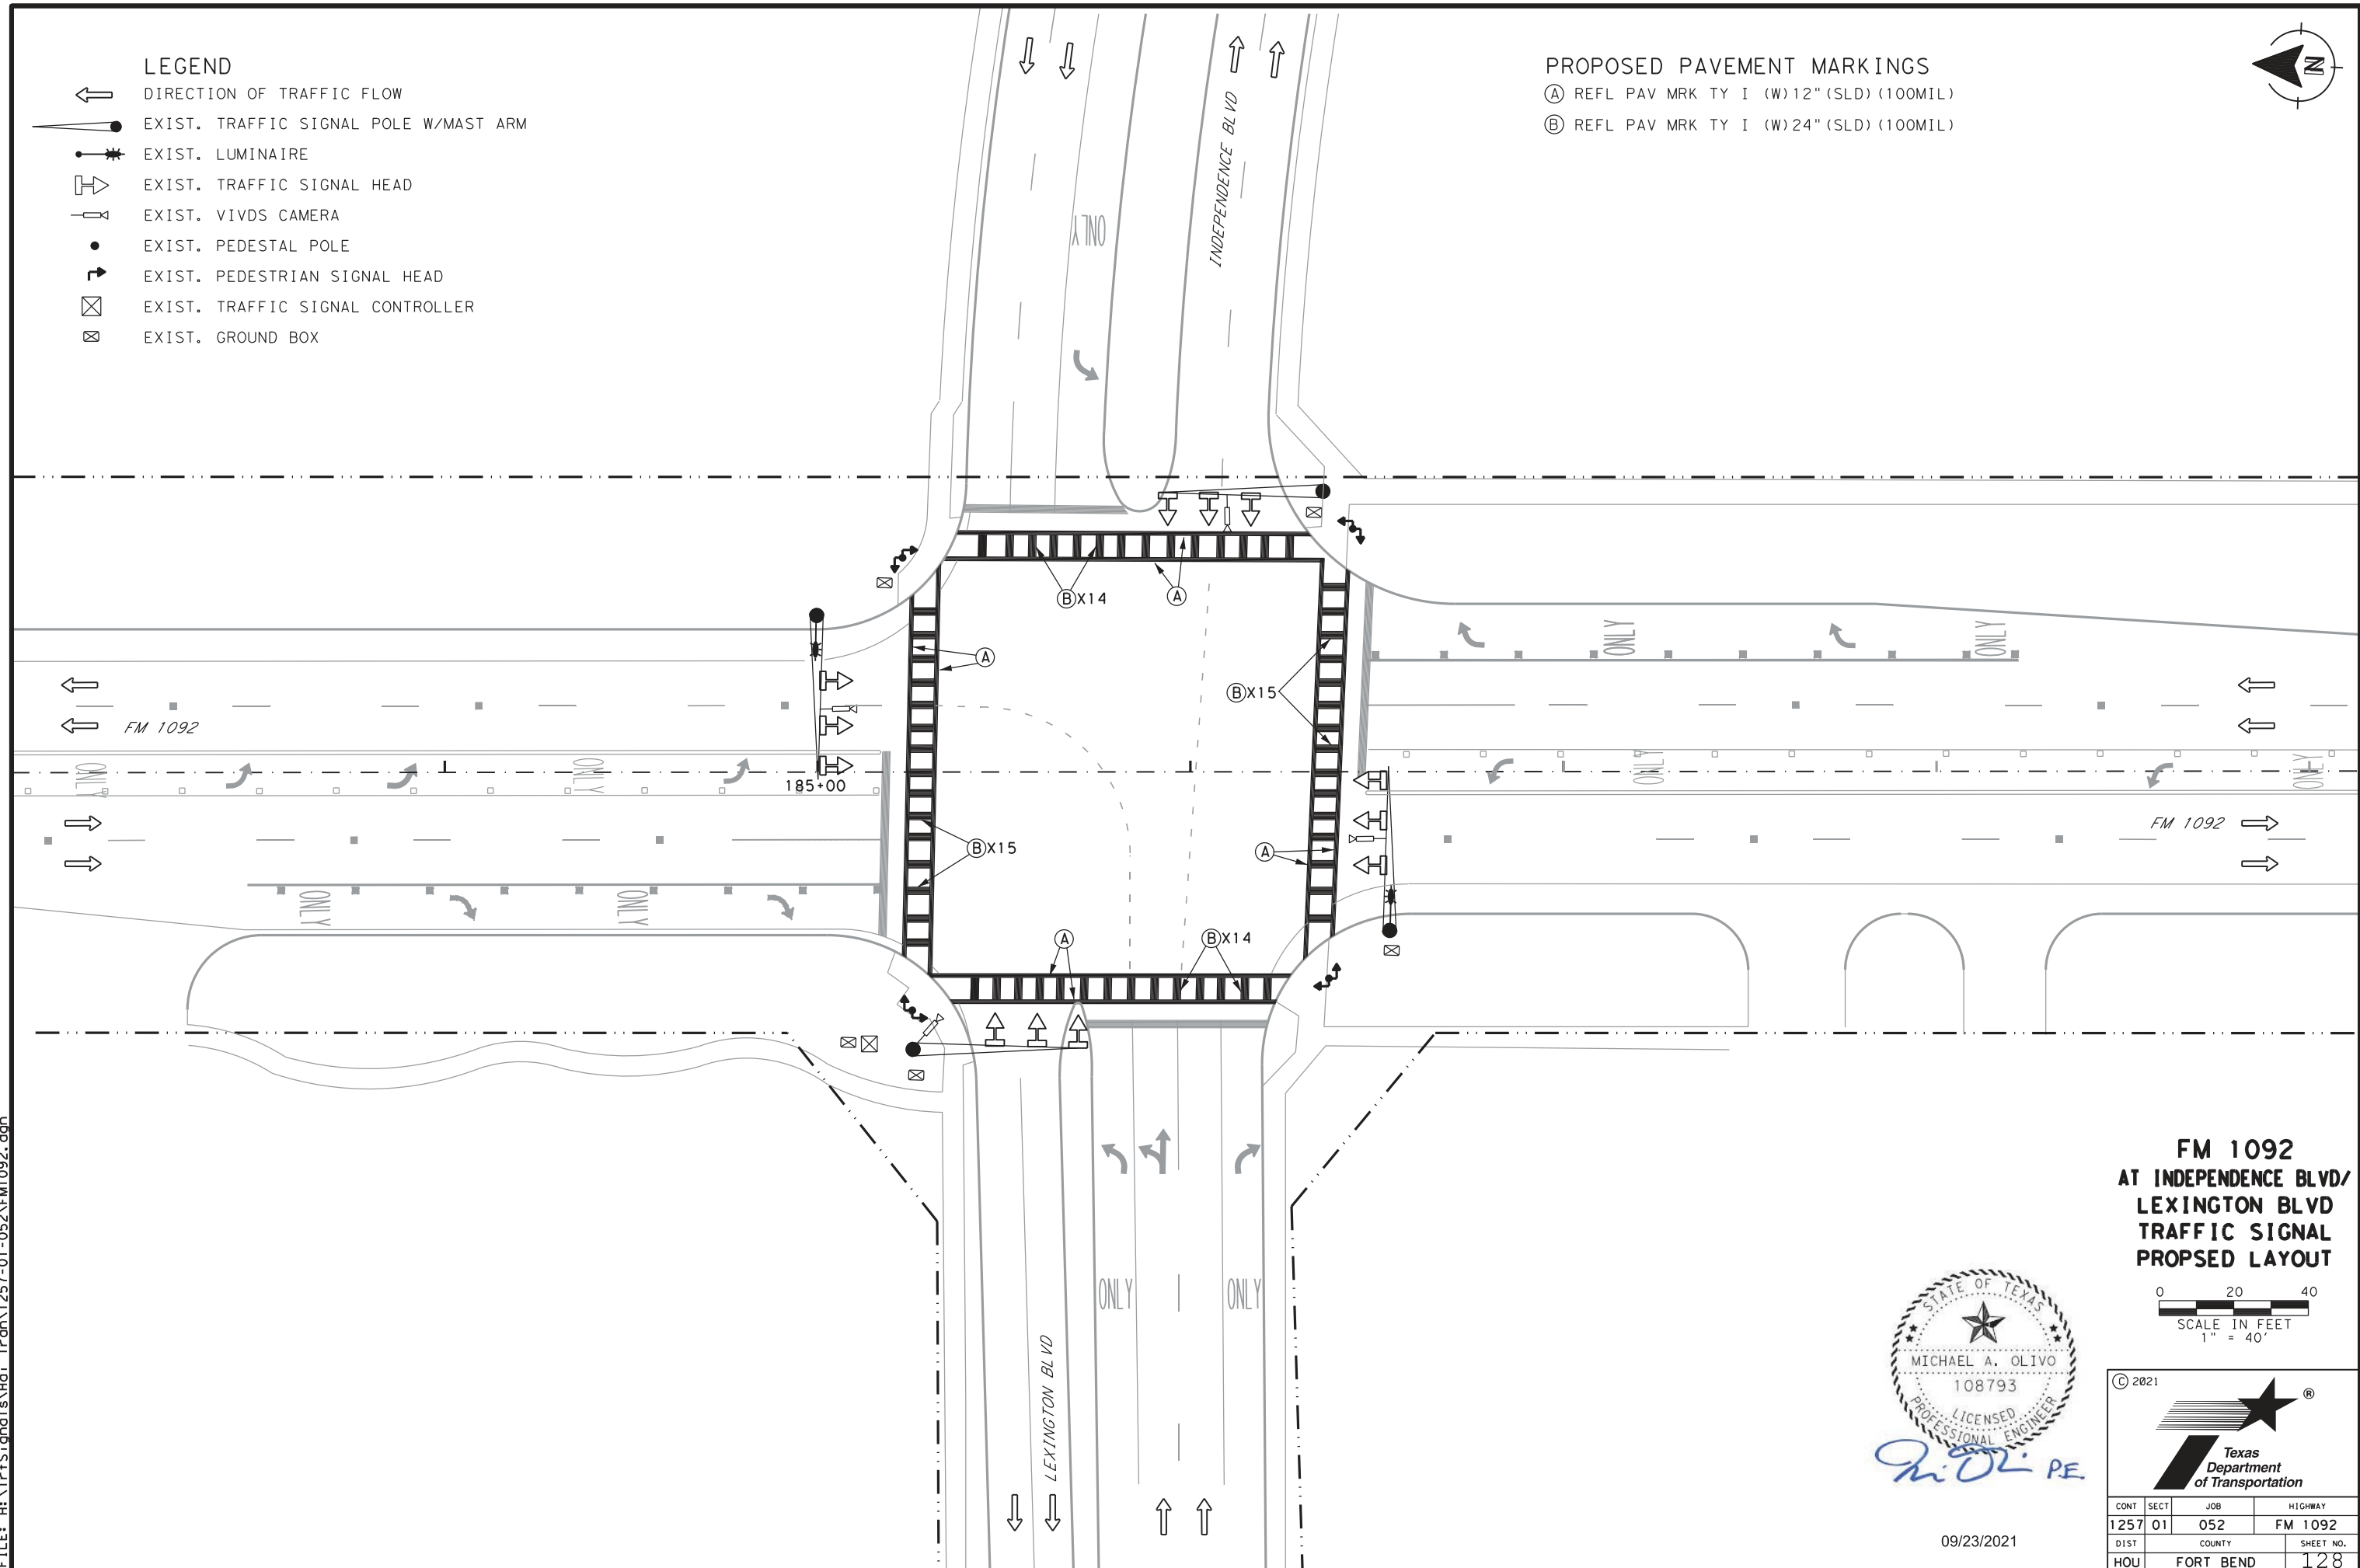 LEGEND
DIRECTION OF TRAFFIC FLOW
EXIST. TRAFFIC SIGNAL POLE W/MAST ARM
EXIST. LUMINAIRE
EXIST. TRAFFIC SIGNAL HEAD
EXIST. VIVDS CAMERA
EXIST. PEDESTAL POLE
EXIST. PEDESTRIAN SIGNAL HEAD
EXIST. TRAFFIC SIGNAL CONTROLLER
EXIST. GROUND BOX
PROPOSED PAVEMENT MARKINGS
A REFL PAV MRK TY I (W)12"(SLD)(100MIL)
B REFL PAV MRK TY I (W)24"(SLD)(100MIL)
N
INDEPENDENCE BLVD
ONLY
B X14
A
A
B X15
ONLY
ONLY
FM 1092
ONLY
ONLY
185+00
ONLY
ONLY
FM 1092
B X15
A
ONLY
ONLY
A
B X14
ONLY
ONLY
LEXINGTON BLVD
FM 1092
AT INDEPENDENCE BLVD/
LEXINGTON BLVD
TRAFFIC SIGNAL
PROPSED LAYOUT
0 20 40
SCALE IN FEET
1" = 40'
STATE OF TEXAS
MICHAEL A. OLIVO
108793
LICENSED
PROFESSIONAL ENGINEER
P.E.
09/23/2021
© 2021
®
Texas
Department
of Transportation
CONT SECT JOB HIGHWAY
1257 01 052 FM 1092
DIST COUNTY SHEET NO.
HOU FORT BEND 128